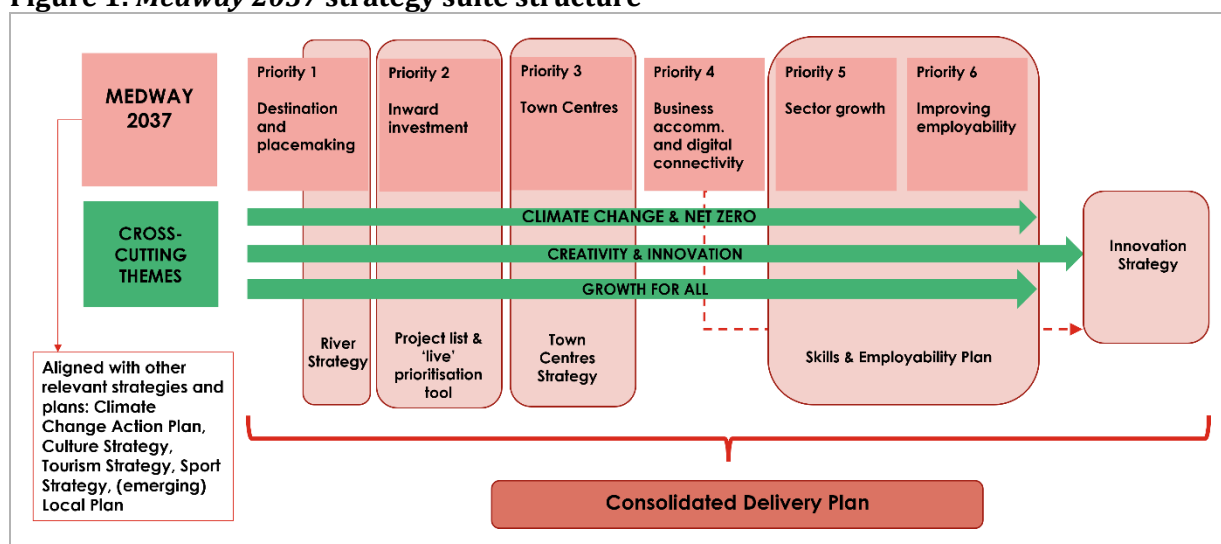 Figure 1: Medway 2037 strategy suite structure
MEDWAY
2037
Priority 1
Destination
and
placemaking
Priority 2
Inward
investment
Priority 3
Town Centres
Priority 4
Business
accomm.
and digital
connectivity
Priority 5
Sector growth
Priority 6
Improving
employability
CROSS-
CUTTING
THEMES
CLIMATE CHANGE & NET ZERO
CREATIVITY & INNOVATION
GROWTH FOR ALL
Innovation
Strategy
River
Strategy
Project list &
‘live’
prioritisation
tool
Town
Centres
Strategy
Skills & Employability Plan
Aligned with other
relevant strategies and
plans: Climate
Change Action Plan,
Culture Strategy,
Tourism Strategy, Sport
Strategy, (emerging)
Local Plan
Consolidated Delivery Plan